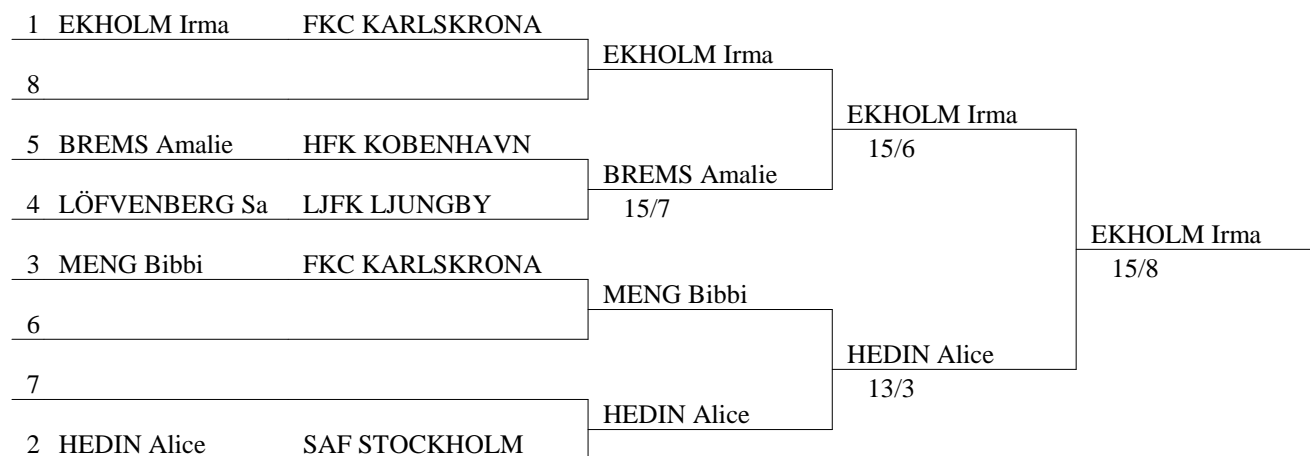 1 EKHOLM Irma FKC KARLSKRONA
EKHOLM Irma
8
EKHOLM Irma
15/6
5 BREMS Amalie HFK KOBENHAVN
BREMS Amalie
15/7
4 LÖFVENBERG Sa LJFK LJUNGBY
EKHOLM Irma
15/8
3 MENG Bibbi FKC KARLSKRONA
MENG Bibbi
6
HEDIN Alice
13/3
7
HEDIN Alice
2 HEDIN Alice SAF STOCKHOLM